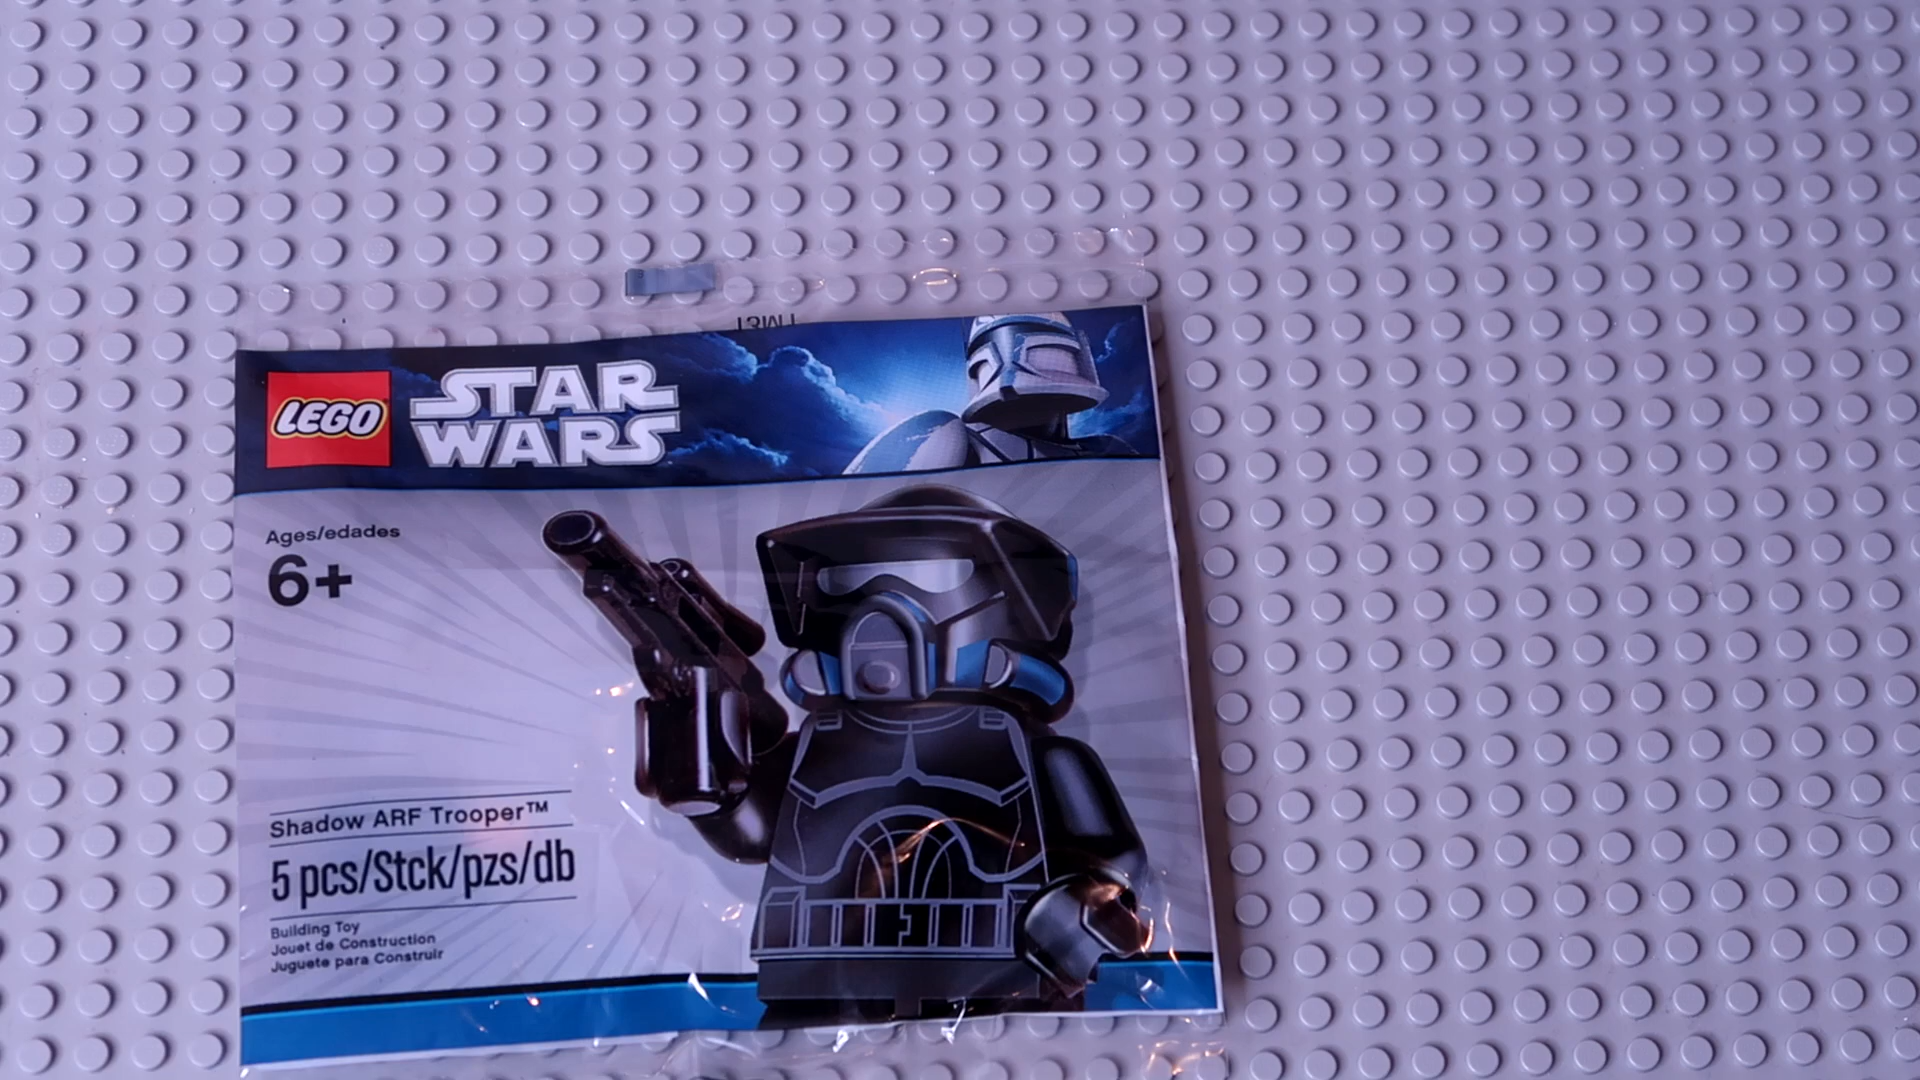 LEGO
STAR
WARS
Ages/edades
6+
Shadow ARF Trooper™
5 pcs/Stck/pzs/db
Building Toy
Jouet de Construction
Juguete para Construir